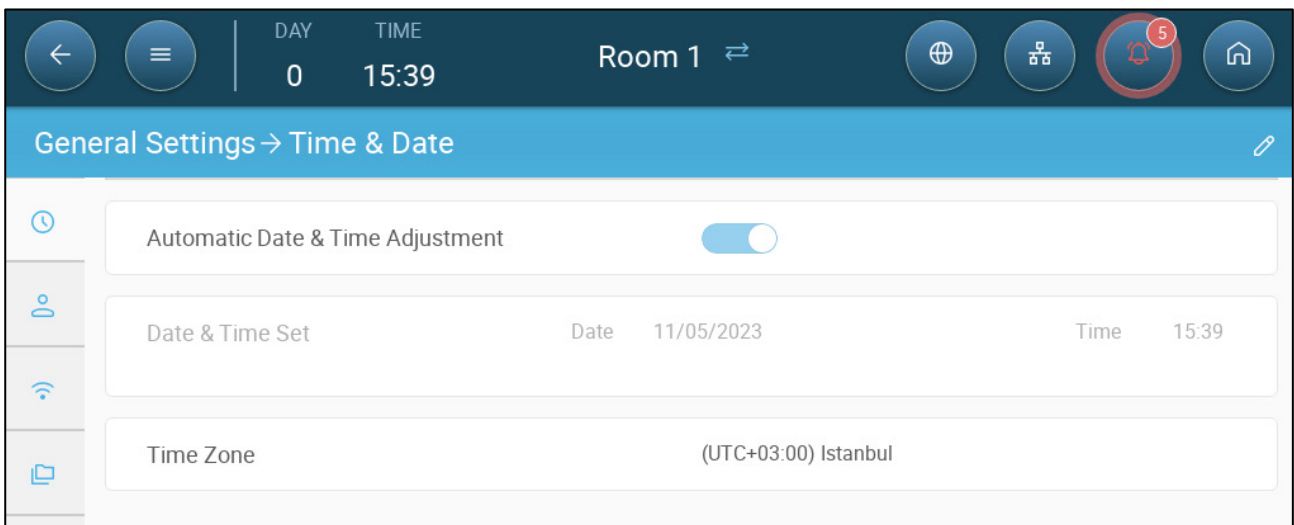 DAY TIME
0 15:39
Room 1
5
General Settings → Time & Date
Automatic Date & Time Adjustment
Date & Time Set Date 11/05/2023 Time 15:39
Time Zone (UTC+03:00) Istanbul